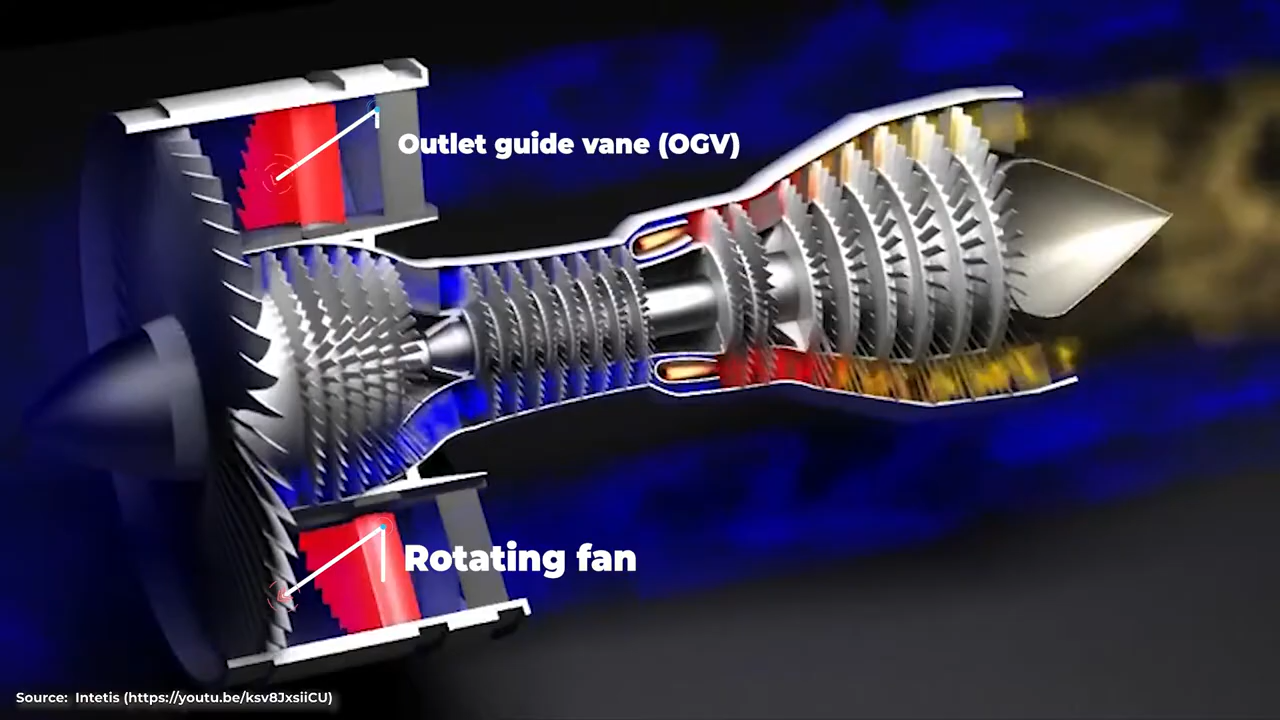 Outlet guide vane (OGV)
Rotating fan
Source: Intetis (https://youtu.be/ksv8JxsiiCU)